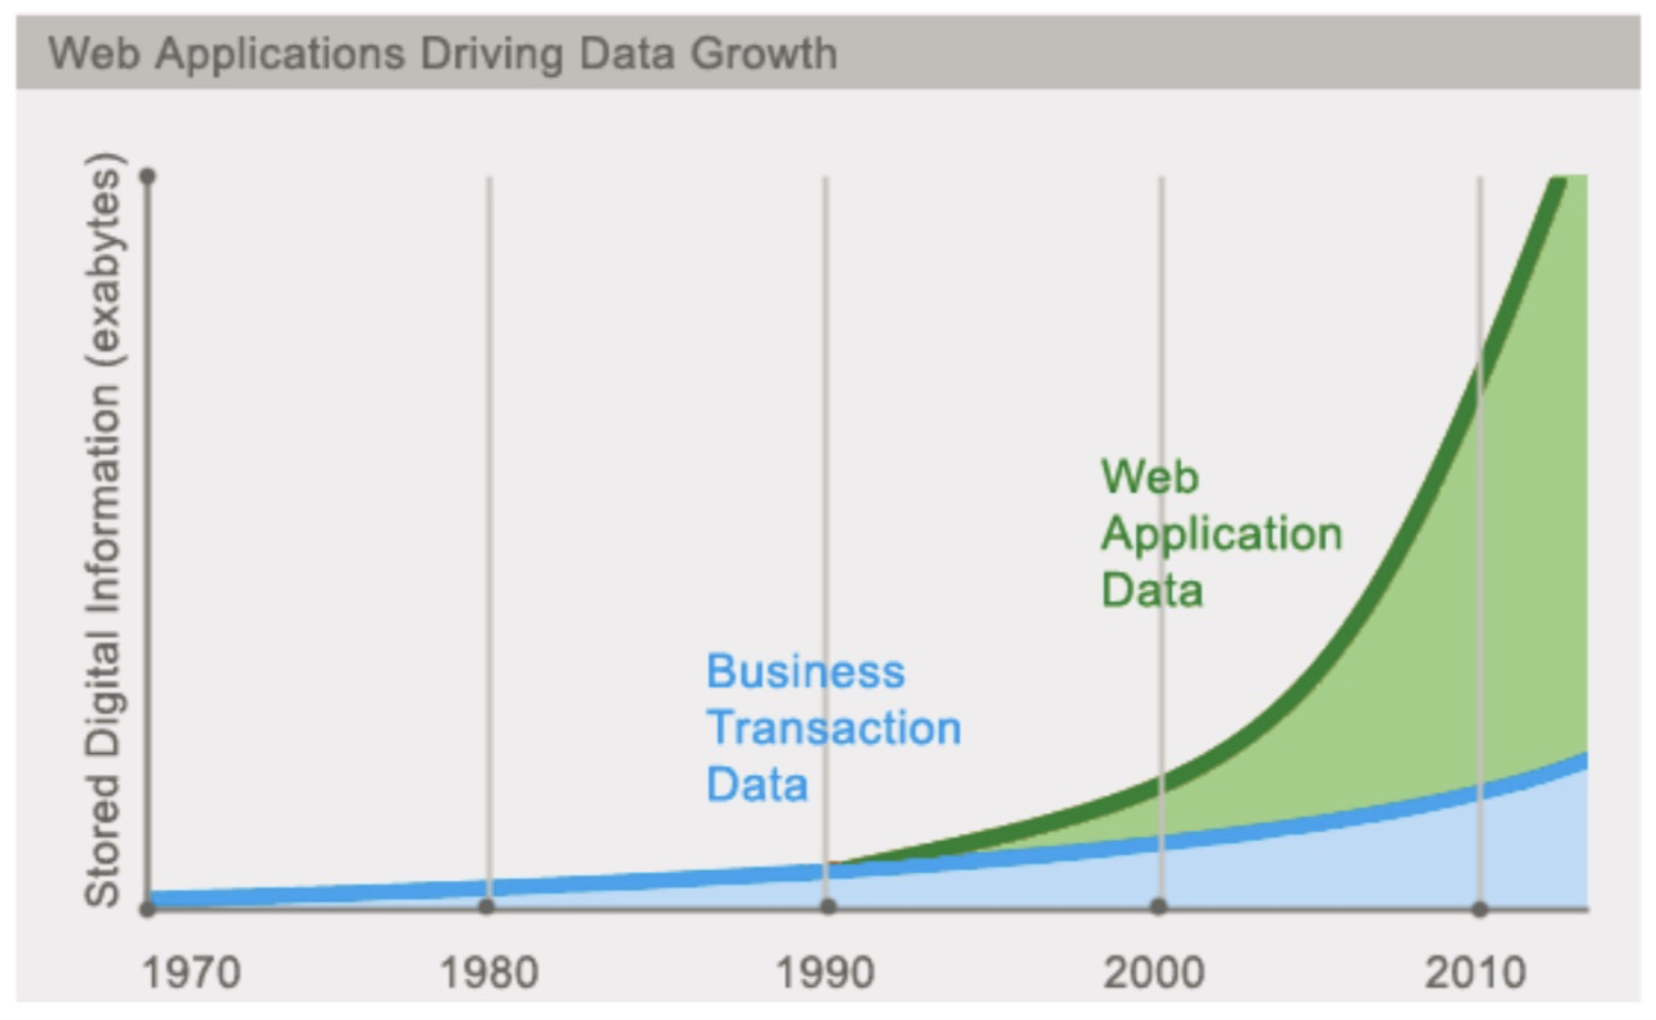 Web Applications Driving Data Growth
Stored Digital Information (exabytes)
Web
Application
Data
Business
Transaction
Data
1970 1980 1990 2000 2010